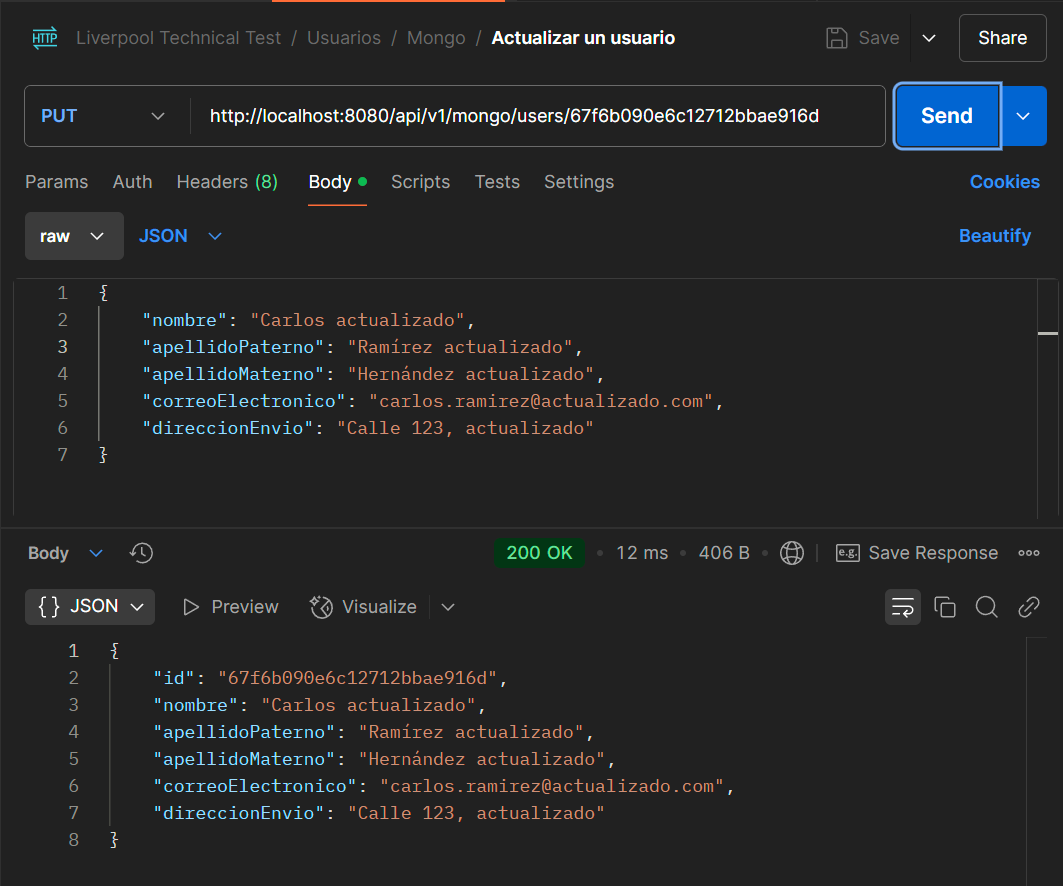 HTTP Liverpool Technical Test / Usuarios / Mongo / Actualizar un usuario Save Share
PUT http://localhost:8080/api/v1/mongo/users/67f6b090e6c12712bbae916d Send
Params Auth Headers (8) Body Scripts Tests Settings Cookies
raw JSON Beautify
1 {
2 "nombre": "Carlos actualizado",
3 "apellidoPaterno": "Ramírez actualizado",
4 "apellidoMaterno": "Hernández actualizado",
5 "correoElectronico": "carlos.ramirez@actualizado.com",
6 "direccionEnvio": "Calle 123, actualizado"
7 }
Body 200 OK • 12 ms • 406 B • e.g. Save Response
{} JSON Preview Visualize
1 {
2 "id": "67f6b090e6c12712bbae916d",
3 "nombre": "Carlos actualizado",
4 "apellidoPaterno": "Ramírez actualizado",
5 "apellidoMaterno": "Hernández actualizado",
6 "correoElectronico": "carlos.ramirez@actualizado.com",
7 "direccionEnvio": "Calle 123, actualizado"
8 }